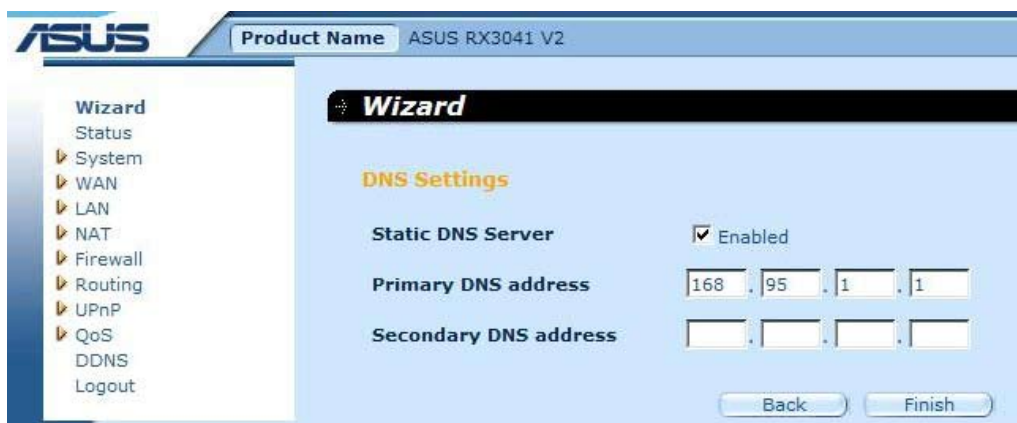 ASUS
Product Name ASUS RX3041 V2
Wizard
Status
System
WAN
LAN
NAT
Firewall
Routing
UPnP
QoS
DDNS
Logout
Wizard
DNS Settings
Static DNS Server Enabled
Primary DNS address 168 . 95 . 1 . 1
Secondary DNS address . . .
Back Finish